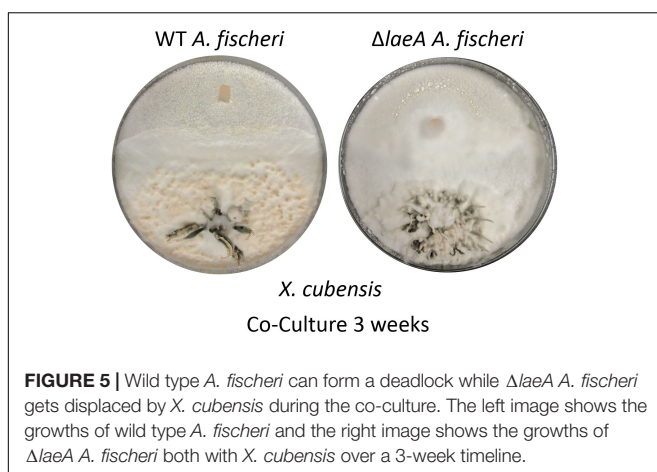 WT A. fischeri
ΔlaeA A. fischeri
X. cubensis
Co-Culture 3 weeks
FIGURE 5 | Wild type A. fischeri can form a deadlock while ΔlaeA A. fischeri
gets displaced by X. cubensis during the co-culture. The left image shows the
growths of wild type A. fischeri and the right image shows the growths of
ΔlaeA A. fischeri both with X. cubensis over a 3-week timeline.